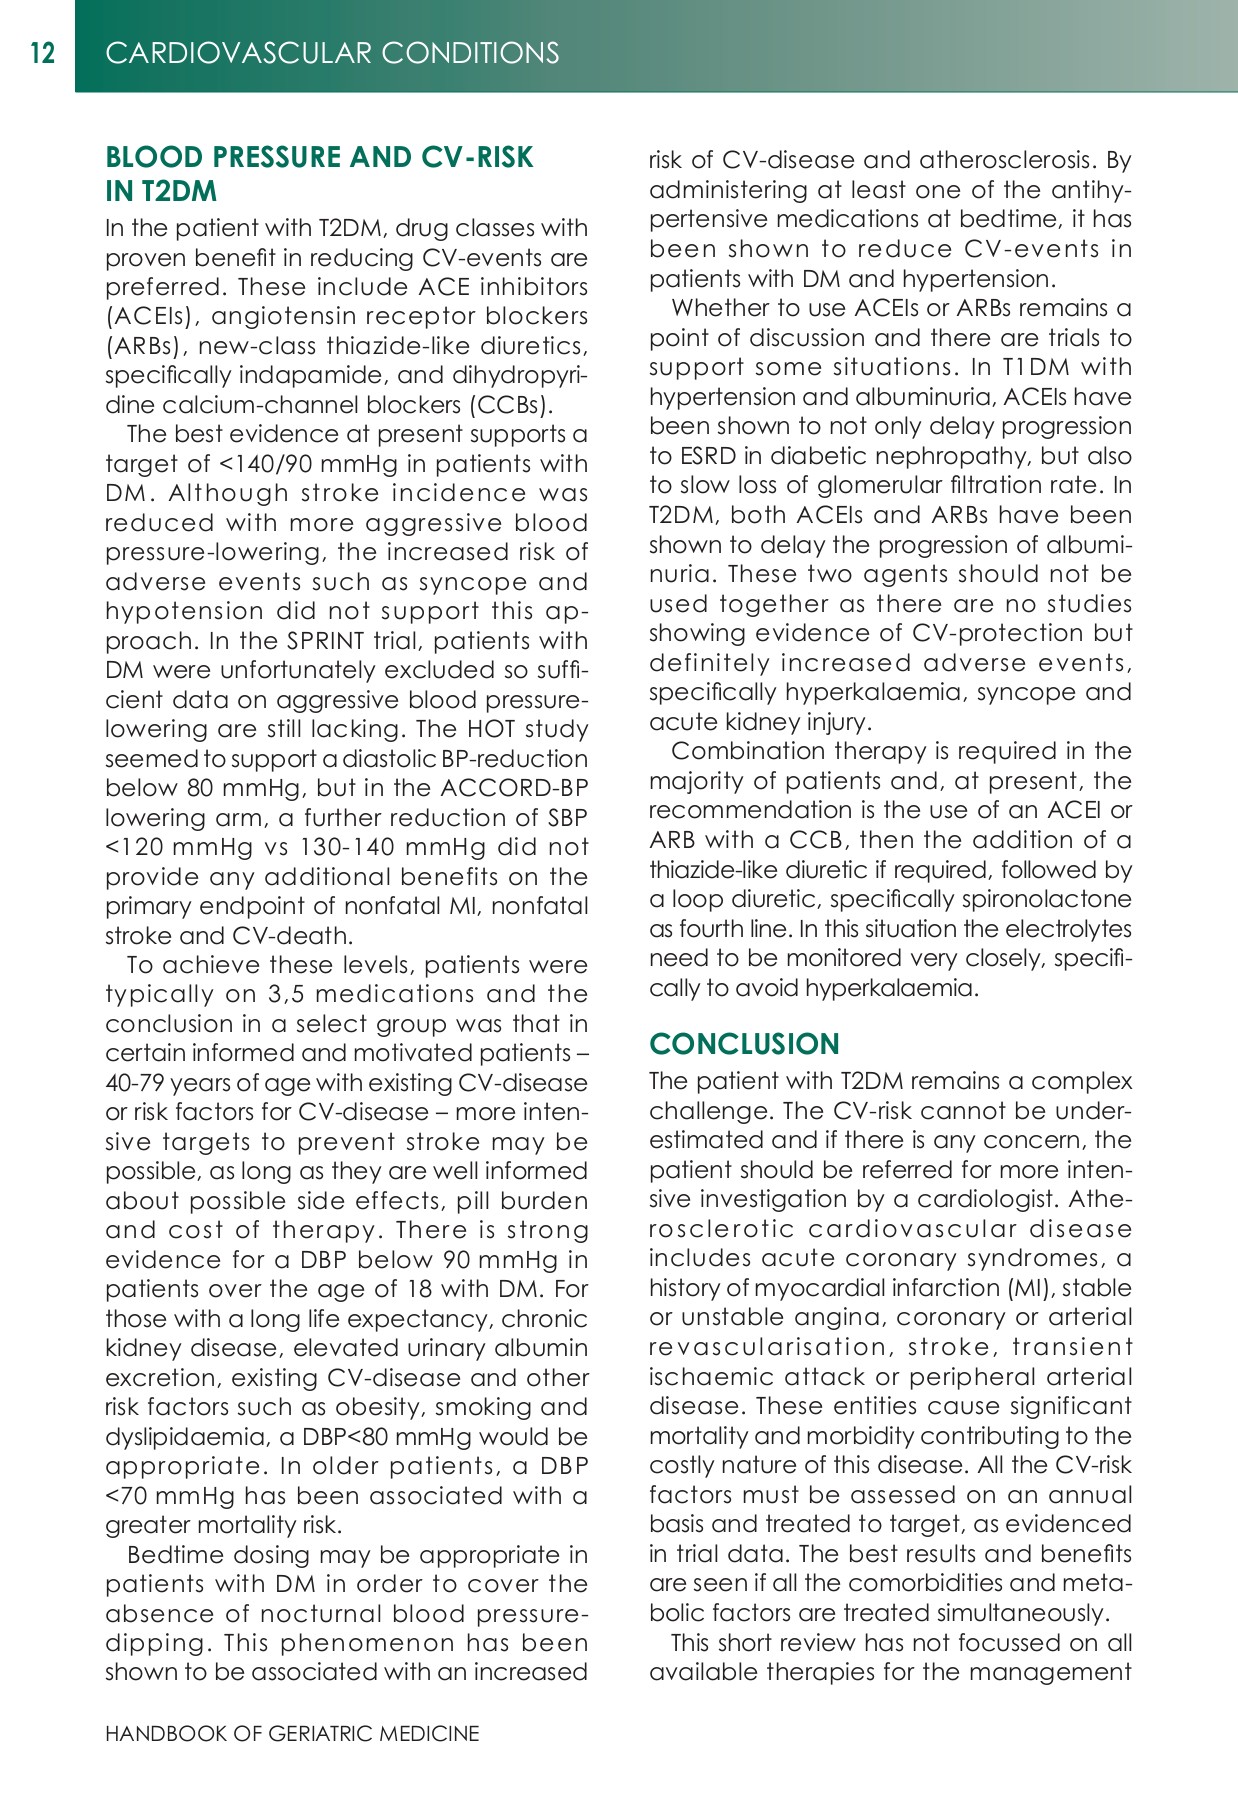 12
CARDIOVASCULAR CONDITIONS
BLOOD PRESSURE AND CV-RISK
IN T2DM
In the patient with T2DM, drug classes with
proven benefit in reducing CV-events are
preferred. These include ACE inhibitors
(ACEIs), angiotensin receptor blockers
(ARBs), new-class thiazide-like diuretics,
specifically indapamide, and dihydropyri-
dine calcium-channel blockers (CCBs).
The best evidence at present supports a
target of <140/90 mmHg in patients with
DM. Although stroke incidence was
reduced with more aggressive blood
pressure-lowering, the increased risk of
adverse events such as syncope and
hypotension did not support this ap-
proach. In the SPRINT trial, patients with
DM were unfortunately excluded so suffi-
cient data on aggressive blood pressure-
lowering are still lacking. The HOT study
seemed to support a diastolic BP-reduction
below 80 mmHg, but in the ACCORD-BP
lowering arm, a further reduction of SBP
<120 mmHg vs 130-140 mmHg did not
provide any additional benefits on the
primary endpoint of nonfatal MI, nonfatal
stroke and CV-death.
To achieve these levels, patients were
typically on 3,5 medications and the
conclusion in a select group was that in
certain informed and motivated patients –
40-79 years of age with existing CV-disease
or risk factors for CV-disease – more inten-
sive targets to prevent stroke may be
possible, as long as they are well informed
about possible side effects, pill burden
and cost of therapy. There is strong
evidence for a DBP below 90 mmHg in
patients over the age of 18 with DM. For
those with a long life expectancy, chronic
kidney disease, elevated urinary albumin
excretion, existing CV-disease and other
risk factors such as obesity, smoking and
dyslipidaemia, a DBP<80 mmHg would be
appropriate. In older patients, a DBP
<70 mmHg has been associated with a
greater mortality risk.
Bedtime dosing may be appropriate in
patients with DM in order to cover the
absence of nocturnal blood pressure-
dipping. This phenomenon has been
shown to be associated with an increased
risk of CV-disease and atherosclerosis. By
administering at least one of the antihy-
pertensive medications at bedtime, it has
been shown to reduce CV-events in
patients with DM and hypertension.
Whether to use ACEIs or ARBs remains a
point of discussion and there are trials to
support some situations. In T1DM with
hypertension and albuminuria, ACEIs have
been shown to not only delay progression
to ESRD in diabetic nephropathy, but also
to slow loss of glomerular filtration rate. In
T2DM, both ACEIs and ARBs have been
shown to delay the progression of albumi-
nuria. These two agents should not be
used together as there are no studies
showing evidence of CV-protection but
definitely increased adverse events,
specifically hyperkalaemia, syncope and
acute kidney injury.
Combination therapy is required in the
majority of patients and, at present, the
recommendation is the use of an ACEI or
ARB with a CCB, then the addition of a
thiazide-like diuretic if required, followed by
a loop diuretic, specifically spironolactone
as fourth line. In this situation the electrolytes
need to be monitored very closely, specifi-
cally to avoid hyperkalaemia.
CONCLUSION
The patient with T2DM remains a complex
challenge. The CV-risk cannot be under-
estimated and if there is any concern, the
patient should be referred for more inten-
sive investigation by a cardiologist. Athe-
rosclerotic cardiovascular disease
includes acute coronary syndromes, a
history of myocardial infarction (MI), stable
or unstable angina, coronary or arterial
revascularisation, stroke, transient
ischaemic attack or peripheral arterial
disease. These entities cause significant
mortality and morbidity contributing to the
costly nature of this disease. All the CV-risk
factors must be assessed on an annual
basis and treated to target, as evidenced
in trial data. The best results and benefits
are seen if all the comorbidities and meta-
bolic factors are treated simultaneously.
This short review has not focussed on all
available therapies for the management
HANDBOOK OF GERIATRIC MEDICINE